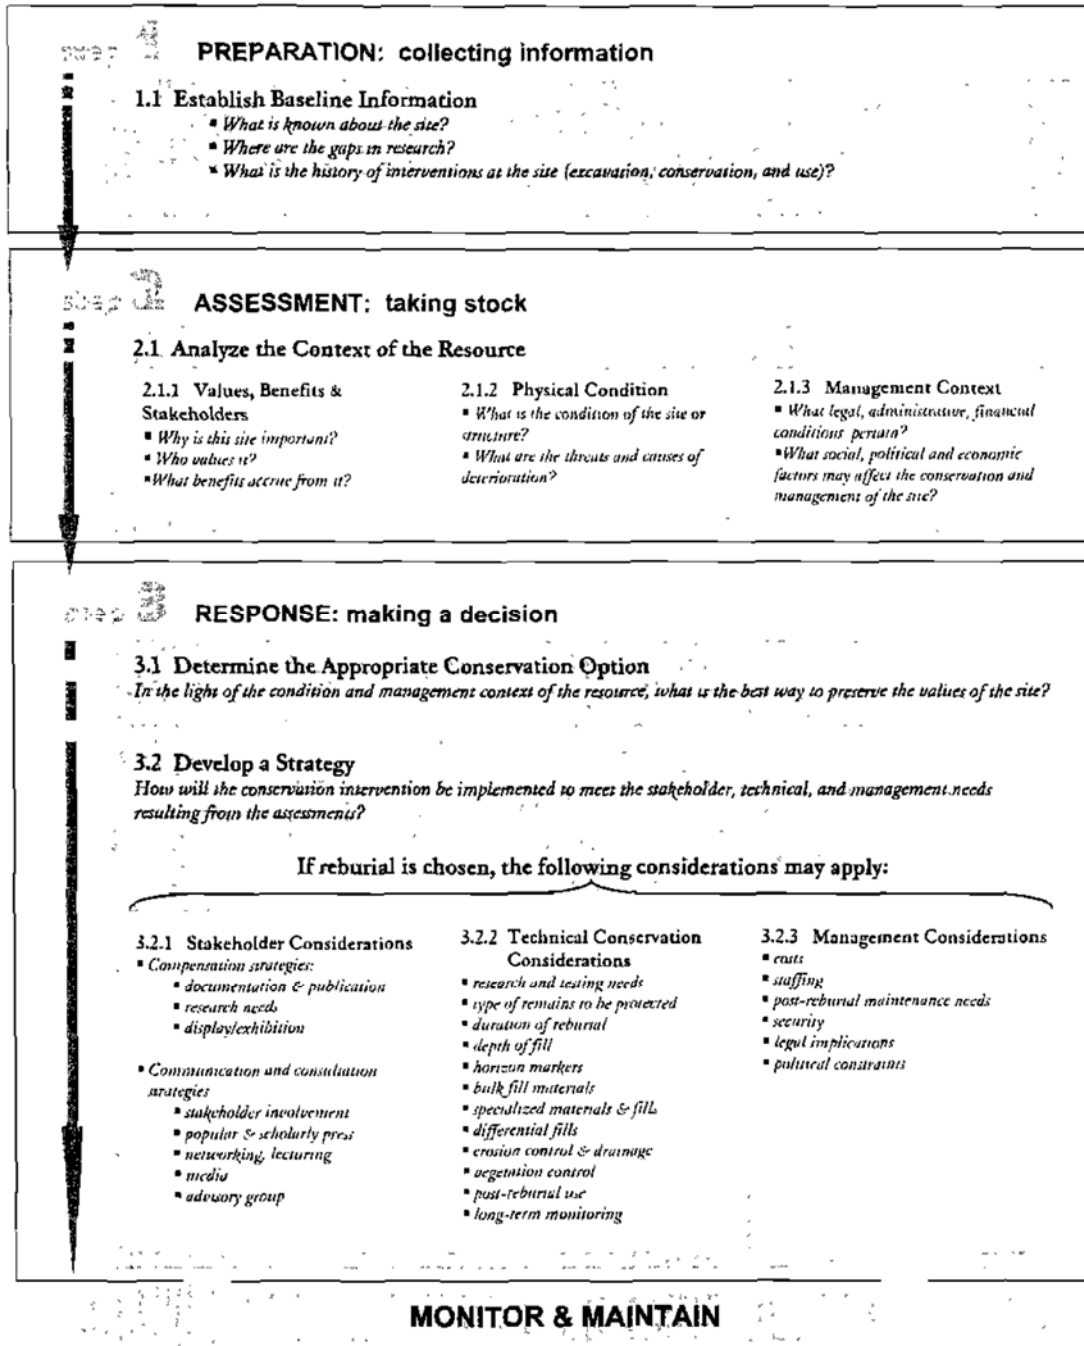 step 1 PREPARATION: collecting information
1.1 Establish Baseline Information
▪ What is known about the site?
▪ Where are the gaps in research?
▪ What is the history of interventions at the site (excavation, conservation, and use)?
step 2 ASSESSMENT: taking stock
2.1 Analyze the Context of the Resource
2.1.1 Values, Benefits &
Stakeholders
▪ Why is this site important?
▪ Who values it?
▪ What benefits accrue from it?
2.1.2 Physical Condition
▪ What is the condition of the site or
structure?
▪ What are the threats and causes of
deterioration?
2.1.3 Management Context
▪ What legal, administrative, financial
conditions pertain?
▪ What social, political and economic
factors may affect the conservation and
management of the site?
step 3 RESPONSE: making a decision
3.1 Determine the Appropriate Conservation Option
In the light of the condition and management context of the resource, what is the best way to preserve the values of the site?
3.2 Develop a Strategy
How will the conservation intervention be implemented to meet the stakeholder, technical, and management needs
resulting from the assessments?
If reburial is chosen, the following considerations may apply:
3.2.1 Stakeholder Considerations
▪ Compensation strategies:
▪ documentation & publication
▪ research needs
▪ display/exhibition
▪ Communication and consultation
strategies
▪ stakeholder involvement
▪ popular & scholarly press
▪ networking, lecturing
▪ media
▪ advisory group
3.2.2 Technical Conservation
Considerations
▪ research and testing needs
▪ type of remains to be protected
▪ duration of reburial
▪ depth of fill
▪ horizon markers
▪ bulk fill materials
▪ specialized materials & fills
▪ differential fills
▪ erosion control & drainage
▪ vegetation control
▪ post-reburial use
▪ long-term monitoring
3.2.3 Management Considerations
▪ costs
▪ staffing
▪ post-reburial maintenance needs
▪ security
▪ legal implications
▪ political constraints
MONITOR & MAINTAIN